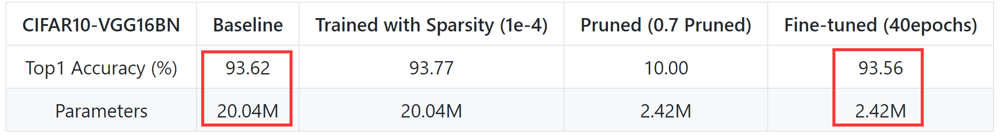 CIFAR10-VGG16BN Baseline Trained with Sparsity (1e-4) Pruned (0.7 Pruned) Fine-tuned (40epochs)
Top1 Accuracy (%) 93.62 93.77 10.00 93.56
Parameters 20.04M 20.04M 2.42M 2.42M